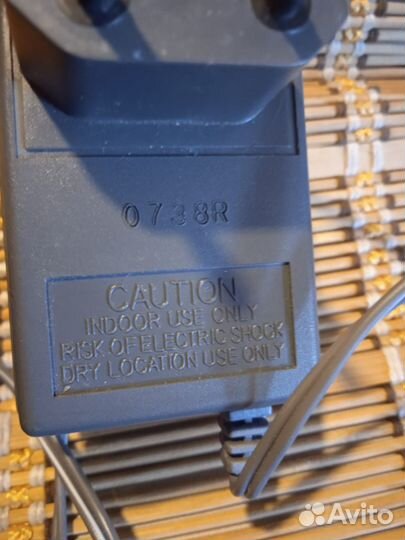 0738R
CAUTION
INDOOR USE ONLY
RISK OF ELECTRIC SHOCK
DRY LOCATION USE ONLY
Avito